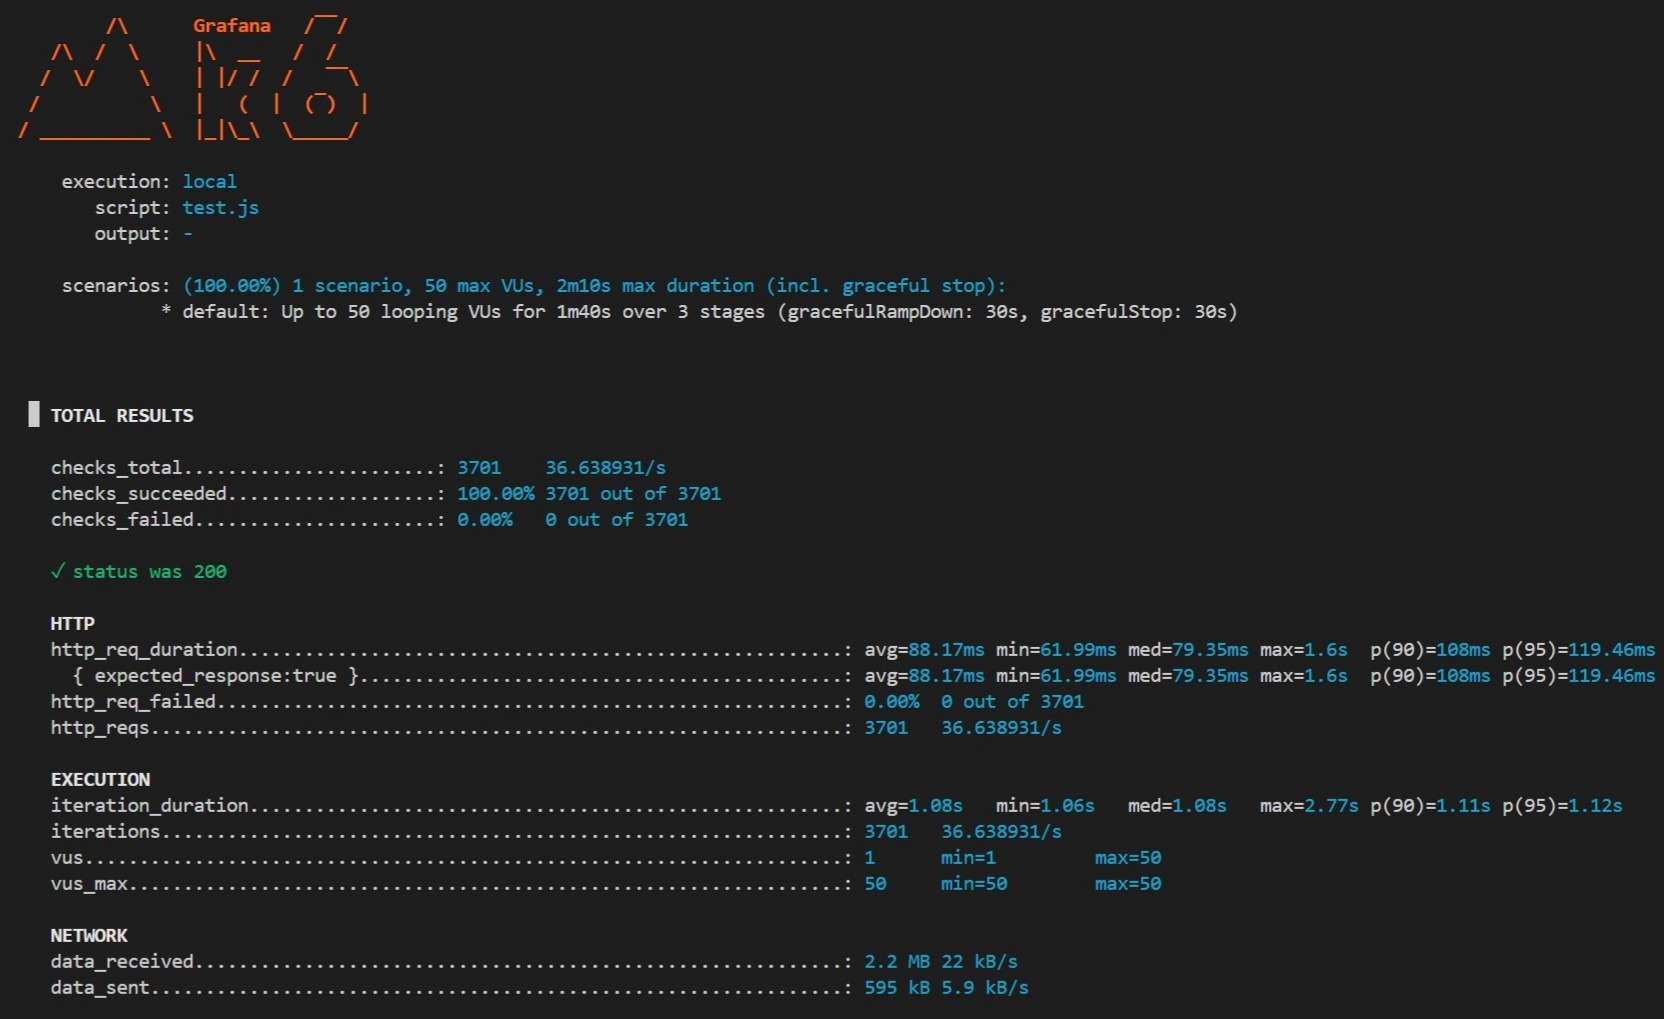 Grafana
execution: local
script: test.js
output: -
scenarios: (100.00%) 1 scenario, 50 max VUs, 2m10s max duration (incl. graceful stop):
* default: Up to 50 looping VUs for 1m40s over 3 stages (gracefulRampDown: 30s, gracefulStop: 30s)
█ TOTAL RESULTS
checks_total.......................: 3701    36.638931/s
checks_succeeded...................: 100.00% 3701 out of 3701
checks_failed......................: 0.00%   0 out of 3701
✓ status was 200
HTTP
http_req_duration.......................................................: avg=88.17ms min=61.99ms med=79.35ms max=1.6s  p(90)=108ms p(95)=119.46ms
{ expected_response:true }............................................: avg=88.17ms min=61.99ms med=79.35ms max=1.6s  p(90)=108ms p(95)=119.46ms
http_req_failed.........................................................: 0.00%  0 out of 3701
http_reqs...............................................................: 3701   36.638931/s
EXECUTION
iteration_duration......................................................: avg=1.08s   min=1.06s   med=1.08s   max=2.77s p(90)=1.11s p(95)=1.12s
iterations..............................................................: 3701   36.638931/s
vus.....................................................................: 1      min=1         max=50
vus_max.................................................................: 50     min=50        max=50
NETWORK
data_received...........................................................: 2.2 MB 22 kB/s
data_sent...............................................................: 595 kB 5.9 kB/s